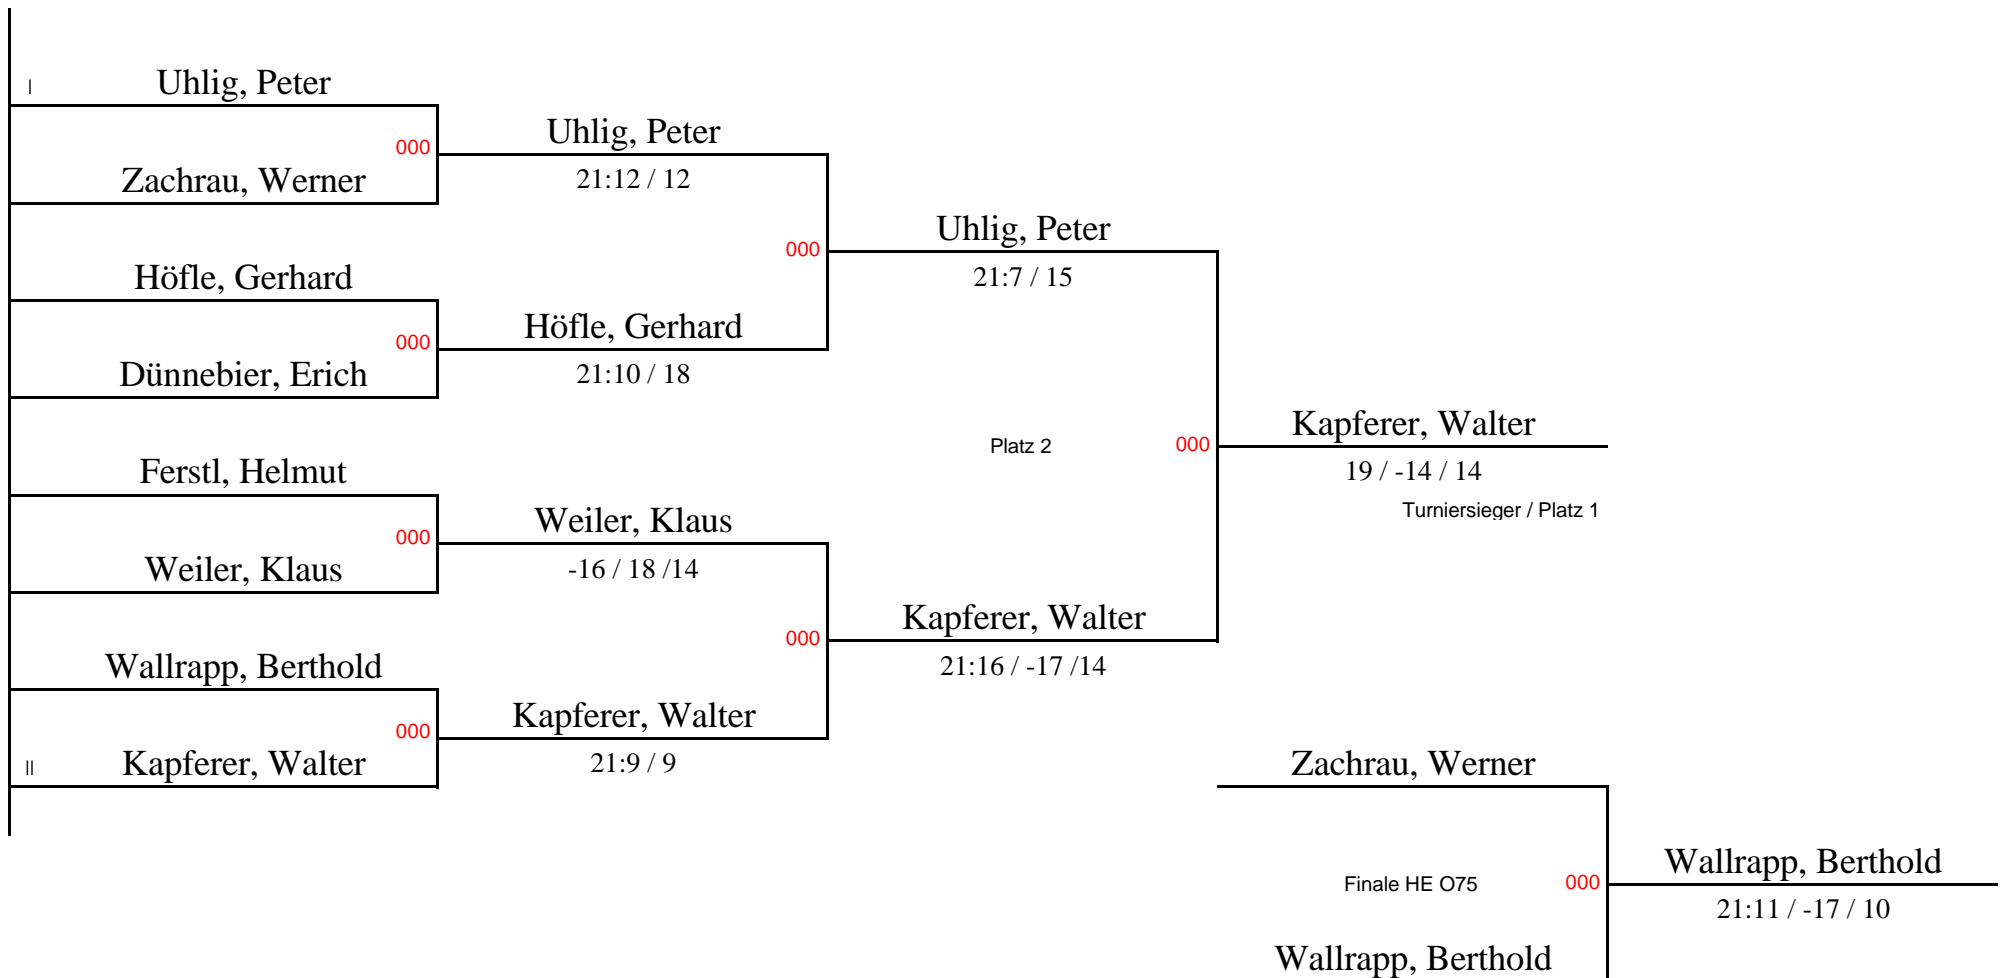 I
Uhlig, Peter
000
Zachrau, Werner
Uhlig, Peter
21:12 / 12
Höfle, Gerhard
000
Dünnebier, Erich
Höfle, Gerhard
21:10 / 18
000
Uhlig, Peter
21:7 / 15
Ferstl, Helmut
000
Weiler, Klaus
Weiler, Klaus
-16 / 18 /14
Wallrapp, Berthold
000
II
Kapferer, Walter
Kapferer, Walter
21:9 / 9
000
Kapferer, Walter
21:16 / -17 /14
Platz 2
000
Kapferer, Walter
19 / -14 / 14
Turniersieger / Platz 1
Zachrau, Werner
Finale HE O75
000
Wallrapp, Berthold
Wallrapp, Berthold
21:11 / -17 / 10